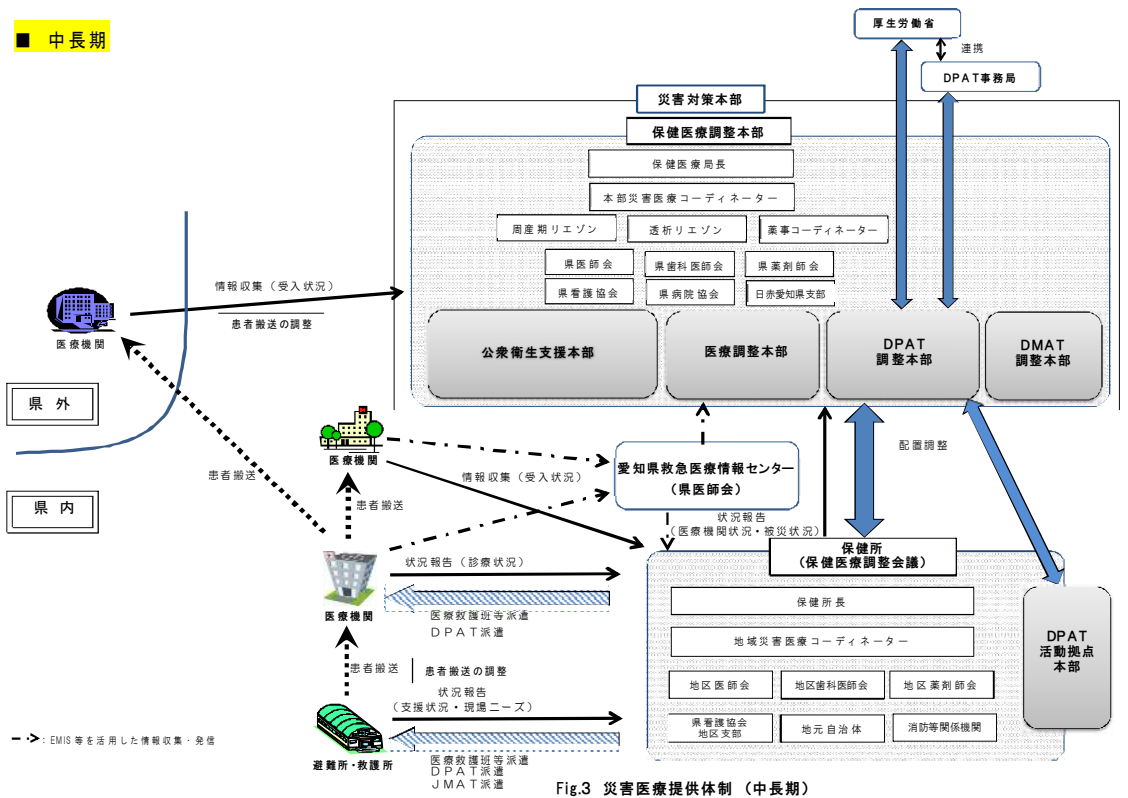 ■ 中長期
厚生労働省
連携
DPAT事務局
災害対策本部
保健医療調整本部
保健医療局長
本部災害医療コーディネーター
周産期リエゾン
透析リエゾン
薬事コーディネーター
県医師会
県歯科医師会
県薬剤師会
県看護協会
県病院協会
日赤愛知県支部
公衆衛生支援本部
医療調整本部
DPAT
調整本部
DMAT
調整本部
情報収集（受入状況）
患者搬送の調整
医療機関
県外
県内
患者搬送
医療機関
患者搬送
情報収集（受入状況）
愛知県救急医療情報センター
（県医師会）
配置調整
状況報告
（医療機関状況・被災状況）
医療機関
状況報告（診療状況）
医療救護班等派遣
DPAT派遣
保健所
（保健医療調整会議）
保健所長
地域災害医療コーディネーター
地区医師会
地区歯科医師会
地区薬剤師会
県看護協会
地区支部
地元自治体
消防等関係機関
DPAT
活動拠点
本部
患者搬送
患者搬送の調整
状況報告
（支援状況・現場ニーズ）
医療救護班等派遣
DPAT派遣
JMAT派遣
避難所・救護所
: EMIS等を活用した情報収集・発信
Fig.3 災害医療提供体制（中長期）